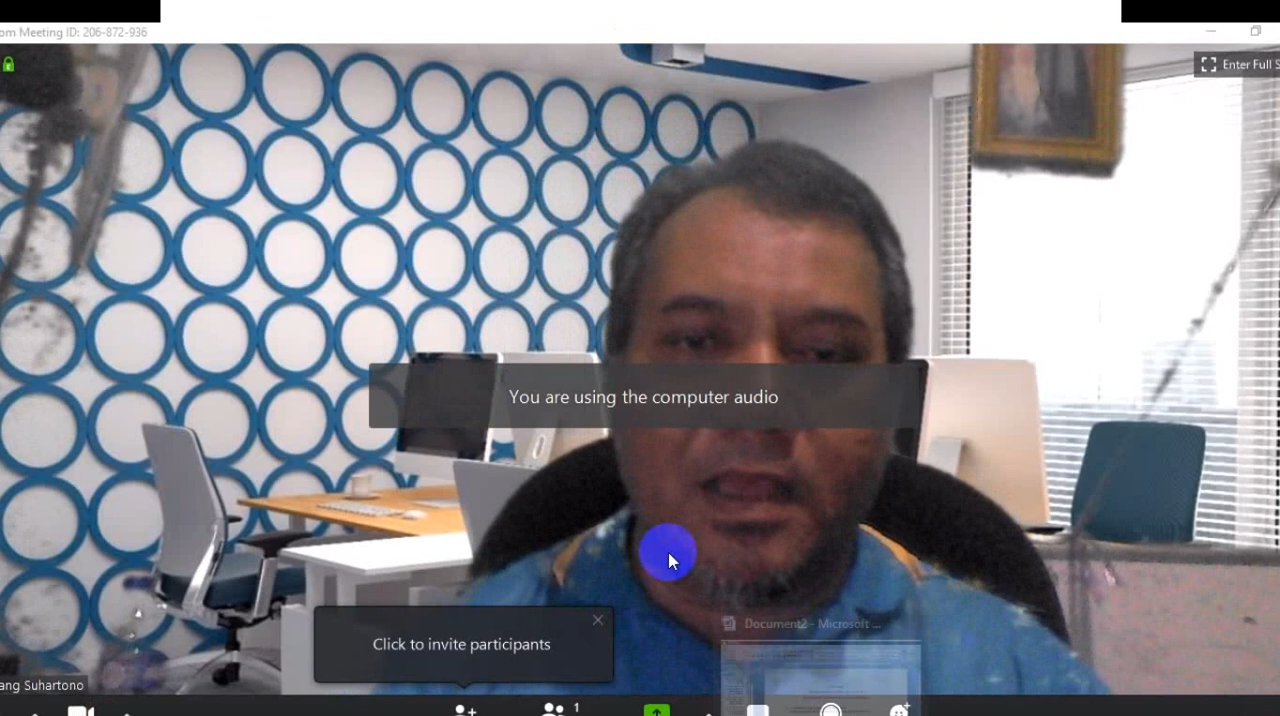 om Meeting ID: 206-872-936
Enter Full S
You are using the computer audio
Document2 - Microsoft ...
Click to invite participants
ang Suhartono
1